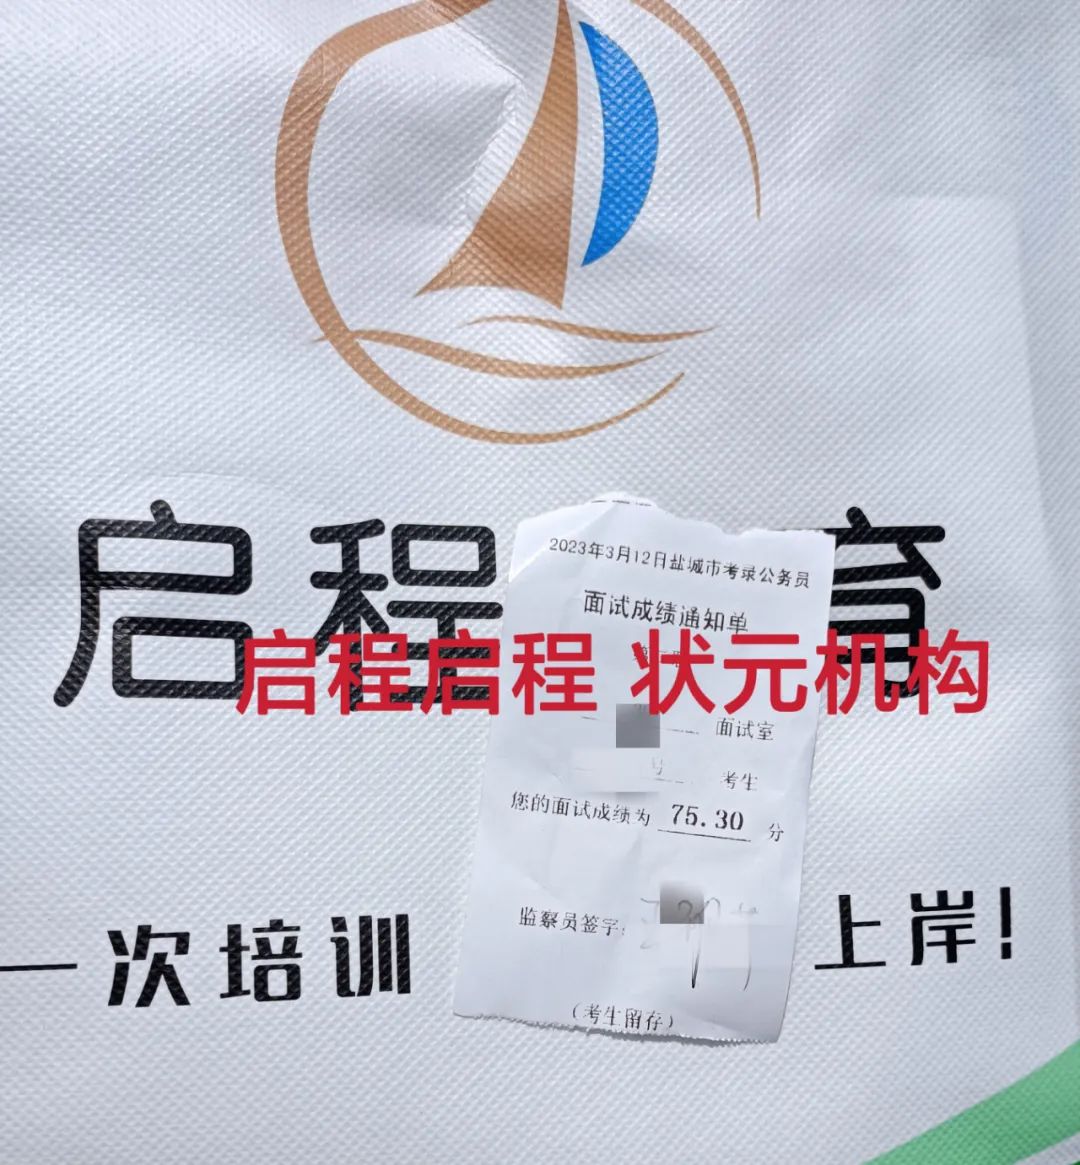 启程 育
2023年3月12日盐城市考录公务员
面试成绩通知单
启程启程 状元机构
面试室
号 考生
您的面试成绩为 75.30 分
监察员签字:
(考生留存)
一次培训 上岸!